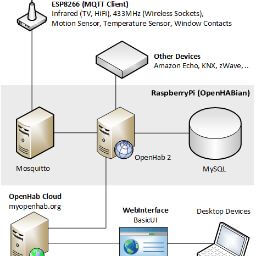 ESP8266 (MQTT Client)
Infrared (TV, HiFi), 433MHz (Wireless Sockets),
Motion Sensor, Temperature Sensor, Window Contacts
Other Devices
Amazon Echo, KNX, zWave, ...
RaspberryPi (OpenHABian)
Mosquitto
OpenHab 2
MySQL
OpenHab Cloud
myopenhab.org
WebInterface
BasicUI
Desktop Devices